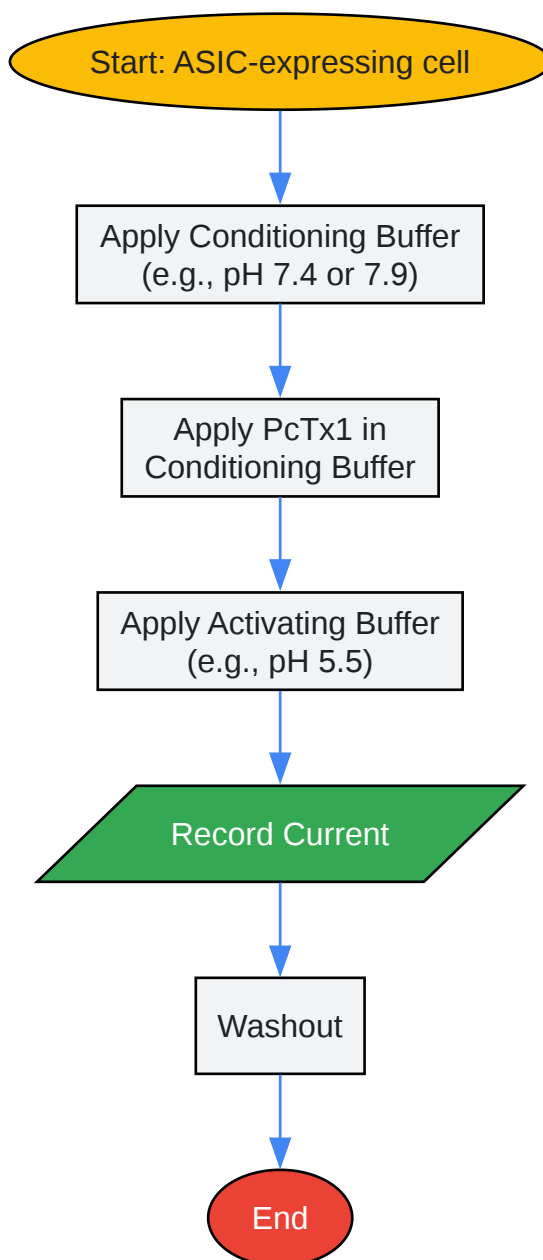 Start: ASIC-expressing cell
Apply Conditioning Buffer
(e.g., pH 7.4 or 7.9)
Apply PcTx1 in
Conditioning Buffer
Apply Activating Buffer
(e.g., pH 5.5)
Record Current
Washout
End